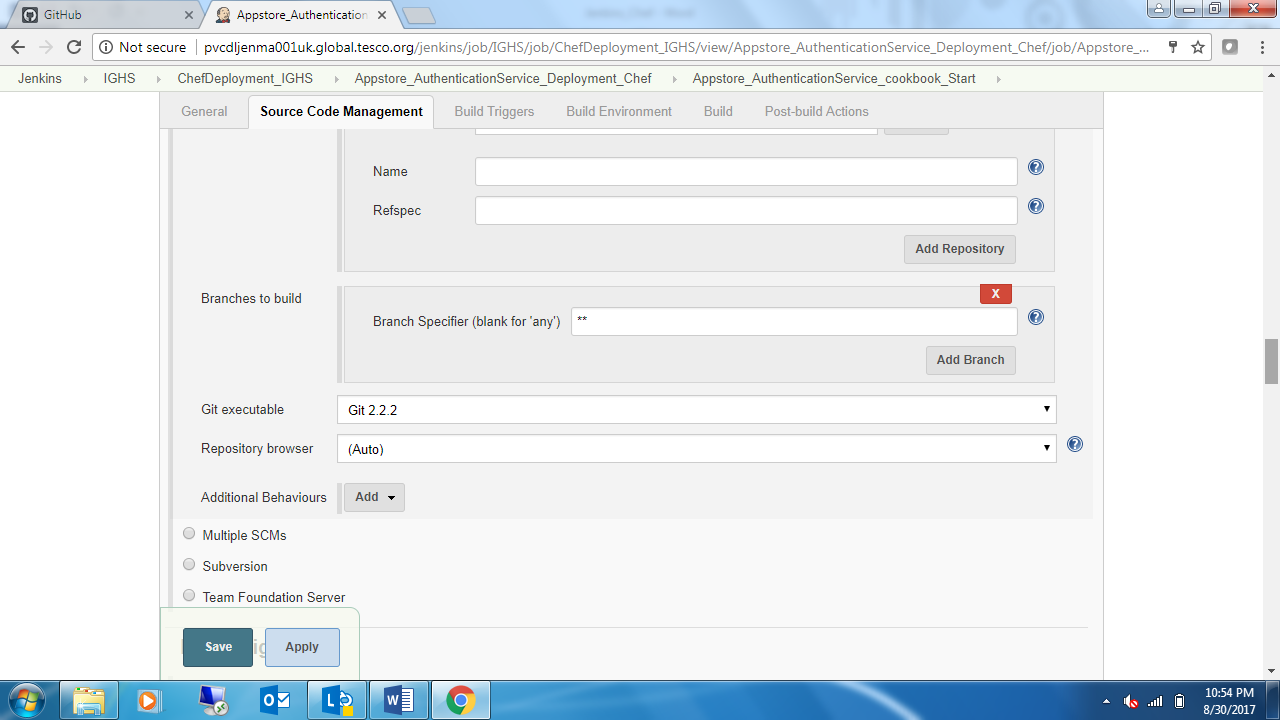 GitHub
Appstore_Authentication
Not secure pvcdljenma001uk.global.tesco.org/jenkins/job/IGHS/job/ChefDeployment_IGHS/view/Appstore_AuthenticationService_Deployment_Chef/job/Appstore_...
Jenkins IGHS ChefDeployment_IGHS Appstore_AuthenticationService_Deployment_Chef Appstore_AuthenticationService_cookbook_Start
General Source Code Management Build Triggers Build Environment Build Post-build Actions
Name
Refspec
Add Repository
Branches to build
X
Branch Specifier (blank for 'any') **
Add Branch
Git executable Git 2.2.2
Repository browser (Auto)
Additional Behaviours Add
Multiple SCMs
Subversion
Team Foundation Server
Save Apply
10:54 PM
8/30/2017